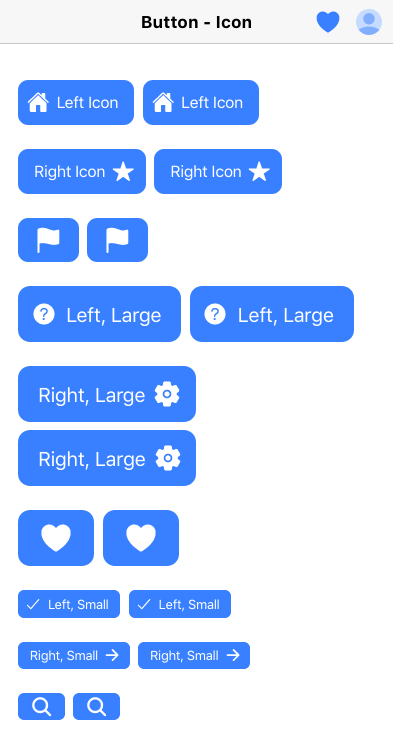 Button - Icon
Left Icon Left Icon
Right Icon Right Icon
? Left, Large ? Left, Large
Right, Large
Right, Large
Left, Small Left, Small
Right, Small Right, Small